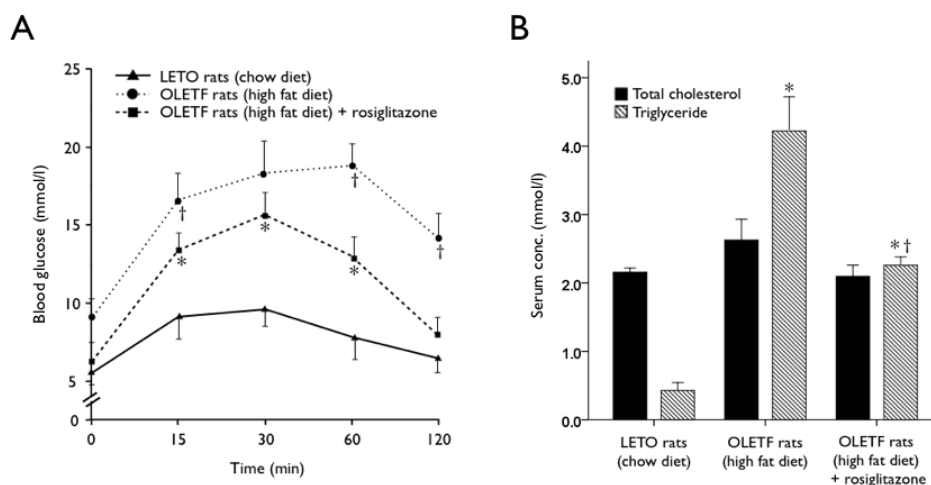 A
25
20
15
10
5
0
Blood glucose (mmol/l)
LETO rats (chow diet)
OLETF rats (high fat diet)
OLETF rats (high fat diet) + rosiglitazone
†
*
*
†
*
†
0
15
30
60
120
Time (min)
B
5.0
4.0
3.0
2.0
1.0
0.0
Serum conc. (mmol/l)
Total cholesterol
Triglyceride
*
*†
LETO rats
(chow diet)
OLETF rats
(high fat diet)
OLETF rats
(high fat diet)
+ rosiglitazone